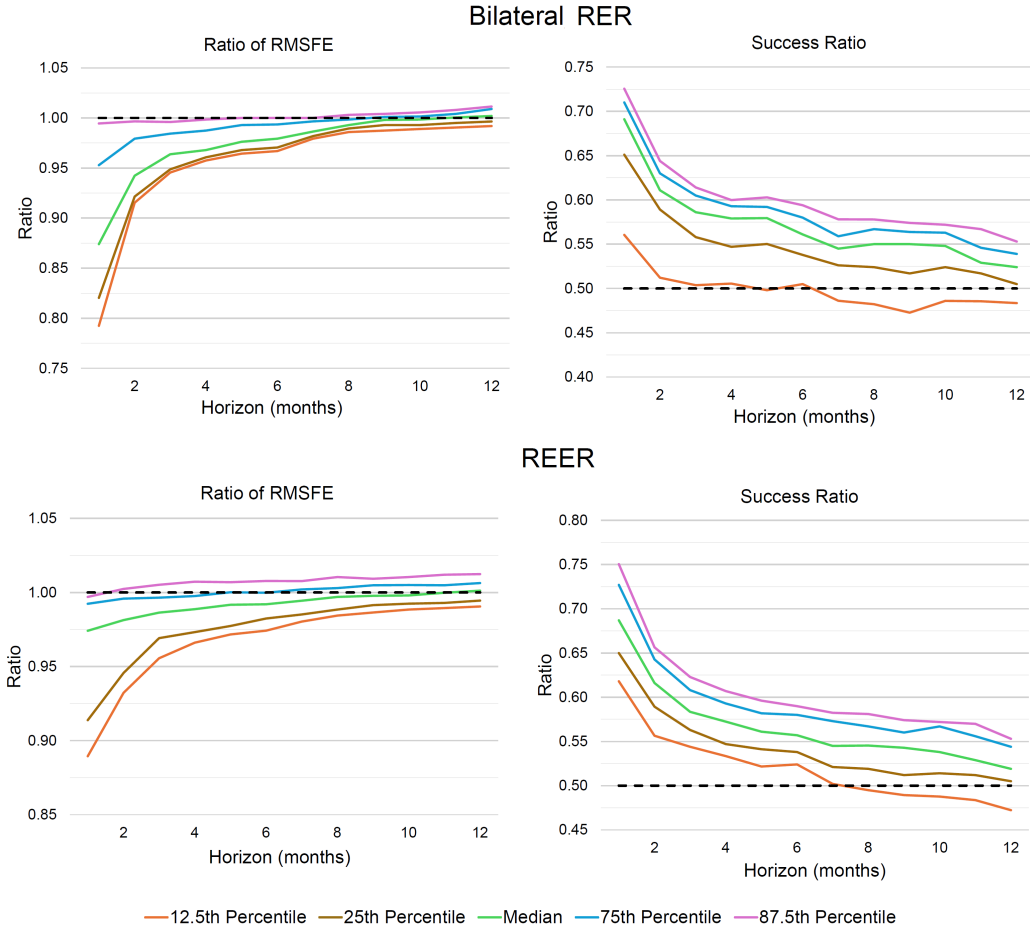 Bilateral RER
Ratio of RMSFE
1.05
1.00
0.95
0.90
0.85
0.80
0.75
Ratio
2 4 6 8 10 12
Horizon (months)
Success Ratio
0.75
0.70
0.65
0.60
0.55
0.50
0.45
0.40
Ratio
2 4 6 8 10 12
Horizon (months)
REER
Ratio of RMSFE
1.05
1.00
0.95
0.90
0.85
Ratio
2 4 6 8 10 12
Horizon (months)
Success Ratio
0.80
0.75
0.70
0.65
0.60
0.55
0.50
0.45
Ratio
2 4 6 8 10 12
Horizon (months)
12.5th Percentile 25th Percentile Median 75th Percentile 87.5th Percentile